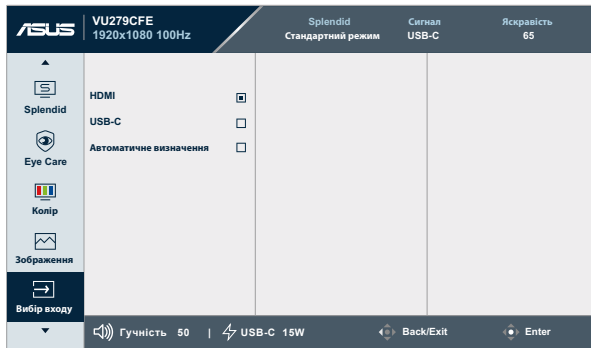 ASUS
VU279CFE
1920x1080 100Hz
Splendid
Стандартний режим
Сигнал
USB-C
Яскравість
65
Splendid
Eye Care
Колір
Зображення
Вибір входу
HDMI
USB-C
Автоматичне визначення
Гучність 50 | USB-C 15W Back/Exit Enter